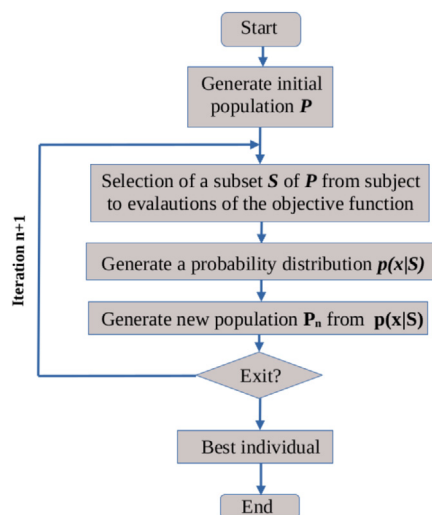 Start
Generate initial
population P
Selection of a subset S of P from subject
to evalautions of the objective function
Generate a probability distribution p(x|S)
Generate new population Pn from p(x|S)
Iteration n+1
Exit?
Best individual
End